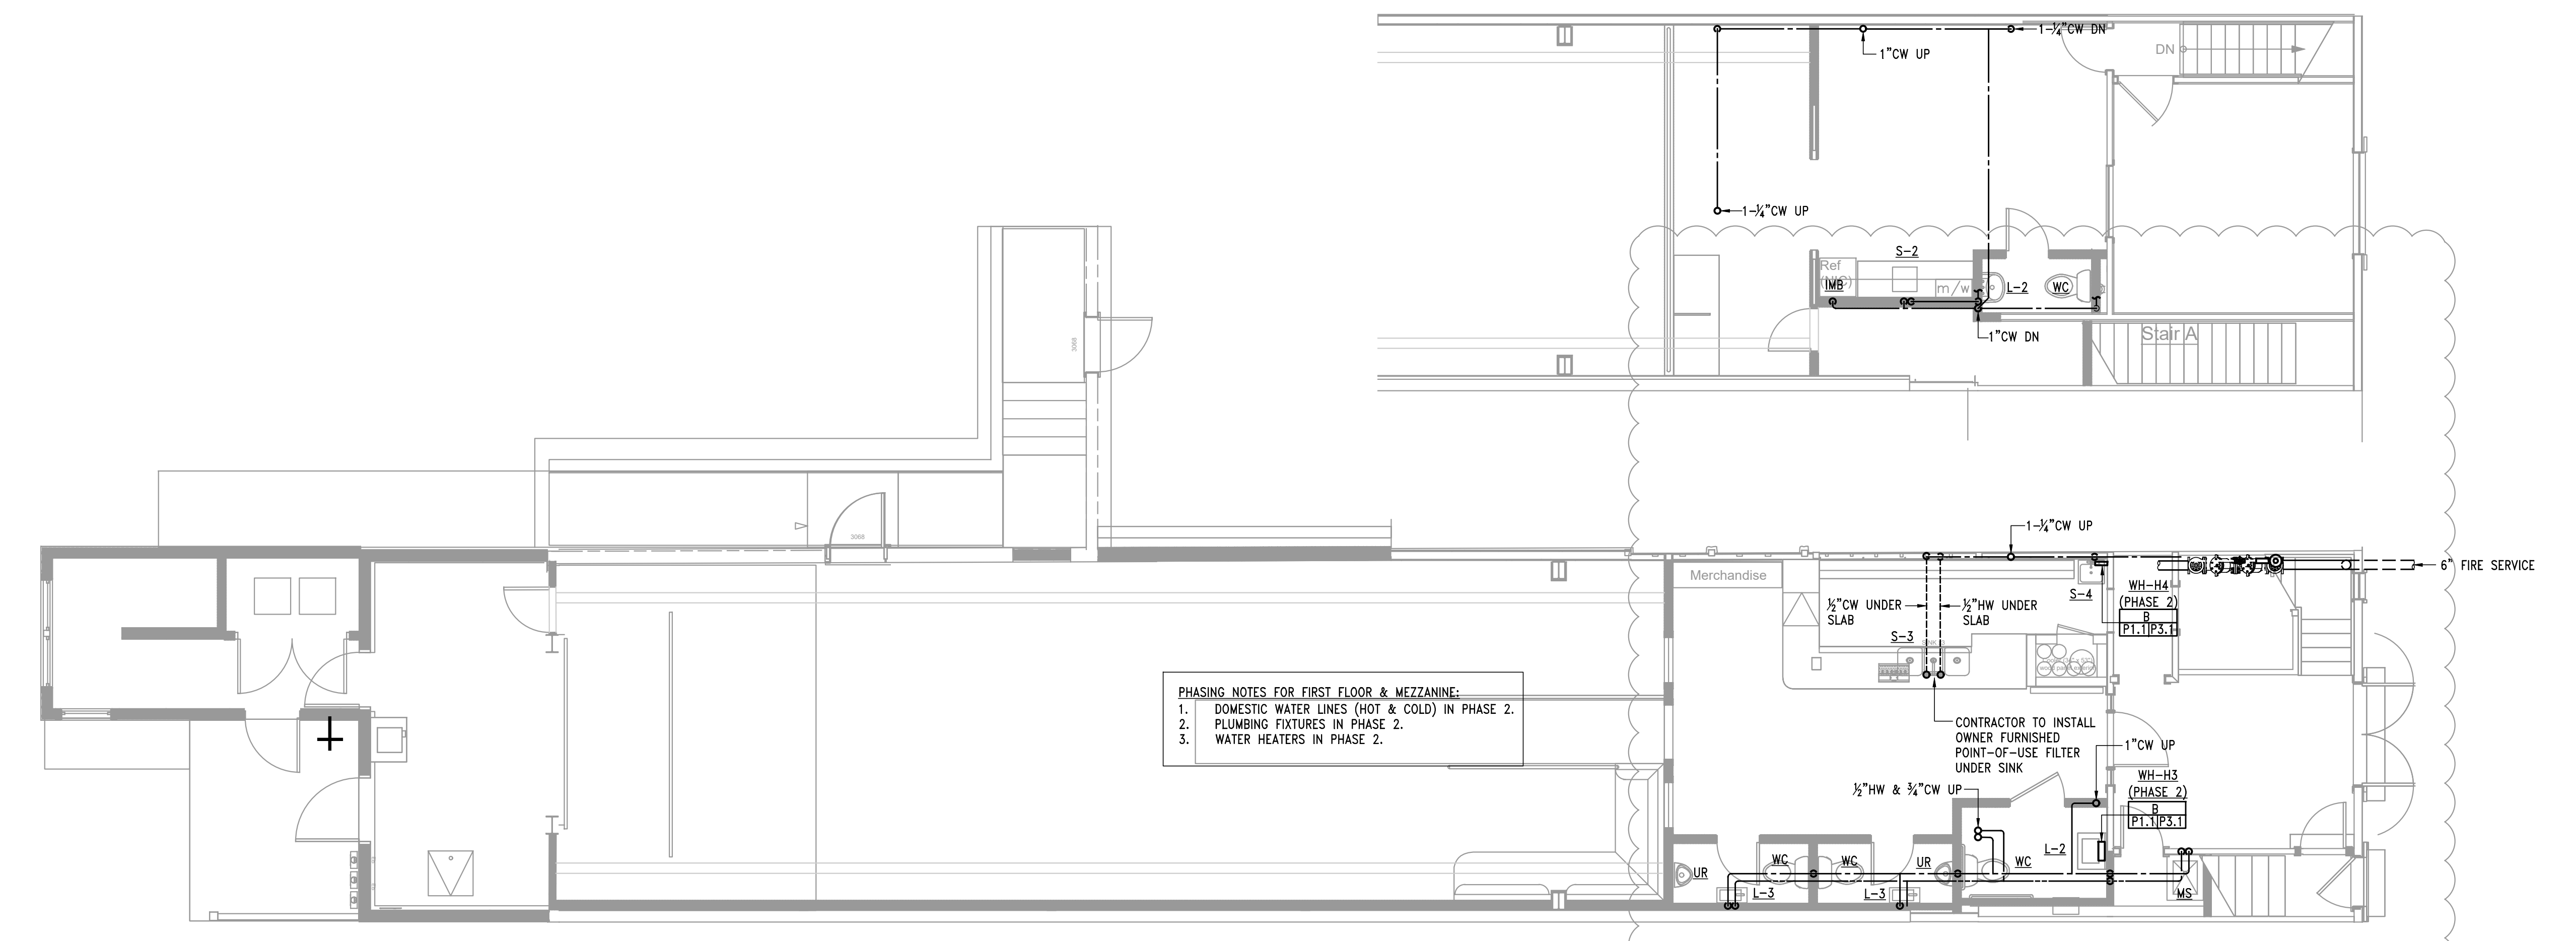 1-¼"CW DN
DN
1"CW UP
1-¼"CW UP
S-2
Ref
(NIC)
IMB
m/w
L-2
WC
1"CW DN
Stair A
3068
3068
1-¼"CW UP
6" FIRE SERVICE
Merchandise
½"CW UNDER
SLAB
½"HW UNDER
SLAB
S-3
S-4
WH-H4
(PHASE 2)
B
P1.1 P3.1
PHASING NOTES FOR FIRST FLOOR & MEZZANINE:
1. DOMESTIC WATER LINES (HOT & COLD) IN PHASE 2.
2. PLUMBING FIXTURES IN PHASE 2.
3. WATER HEATERS IN PHASE 2.
CONTRACTOR TO INSTALL
OWNER FURNISHED
POINT-OF-USE FILTER
UNDER SINK
1"CW UP
½"HW & ¾"CW UP
WH-H3
(PHASE 2)
B
P1.1 P3.1
UR
WC
WC
UR
WC
L-2
L-3
L-3
MS